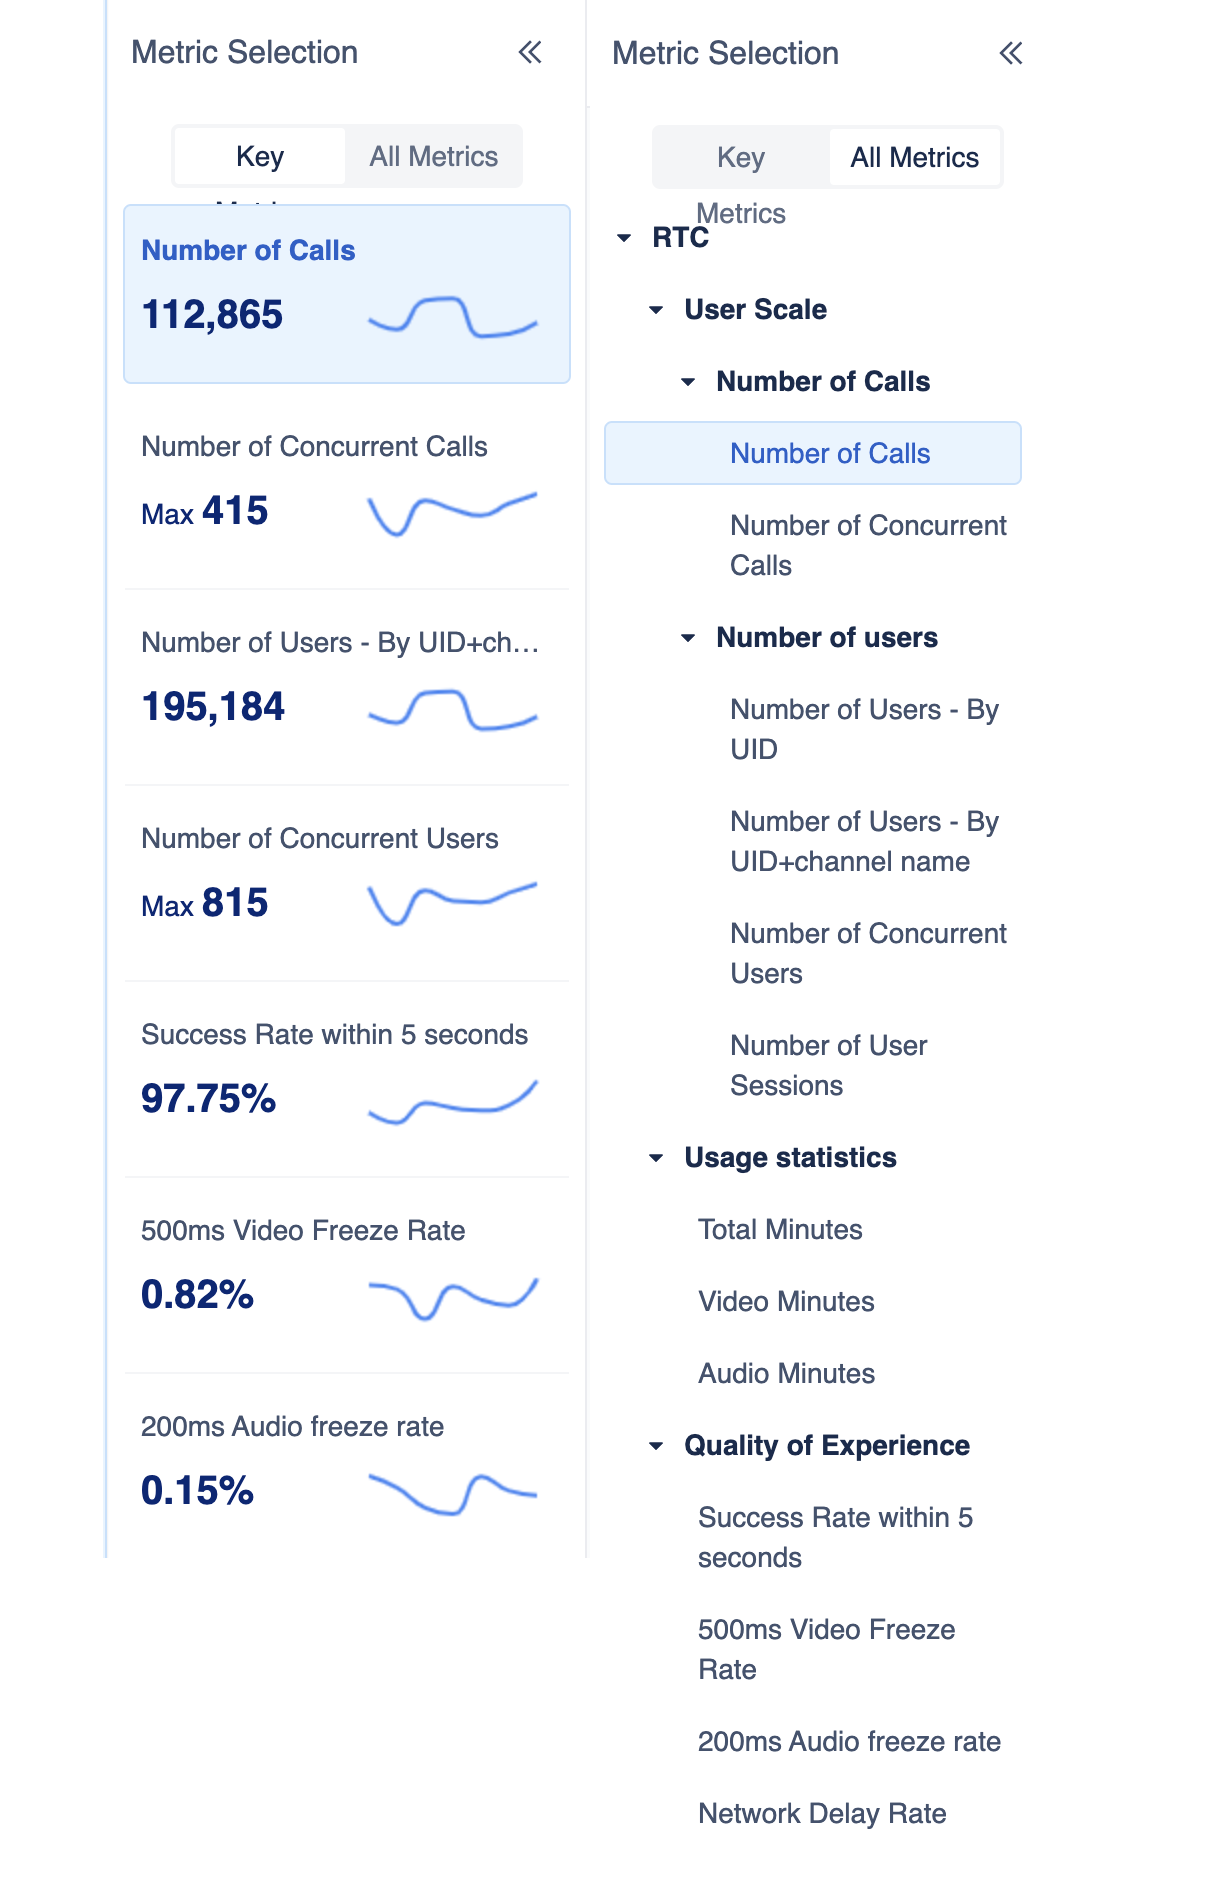 Metric Selection
Key
All Metrics
Number of Calls
112,865
Number of Concurrent Calls
Max 415
Number of Users - By UID+ch...
195,184
Number of Concurrent Users
Max 815
Success Rate within 5 seconds
97.75%
500ms Video Freeze Rate
0.82%
200ms Audio freeze rate
0.15%
Metric Selection
Key
Metrics
All Metrics
RTC
User Scale
Number of Calls
Number of Calls
Number of Concurrent
Calls
Number of users
Number of Users - By
UID
Number of Users - By
UID+channel name
Number of Concurrent
Users
Number of User
Sessions
Usage statistics
Total Minutes
Video Minutes
Audio Minutes
Quality of Experience
Success Rate within 5
seconds
500ms Video Freeze
Rate
200ms Audio freeze rate
Network Delay Rate